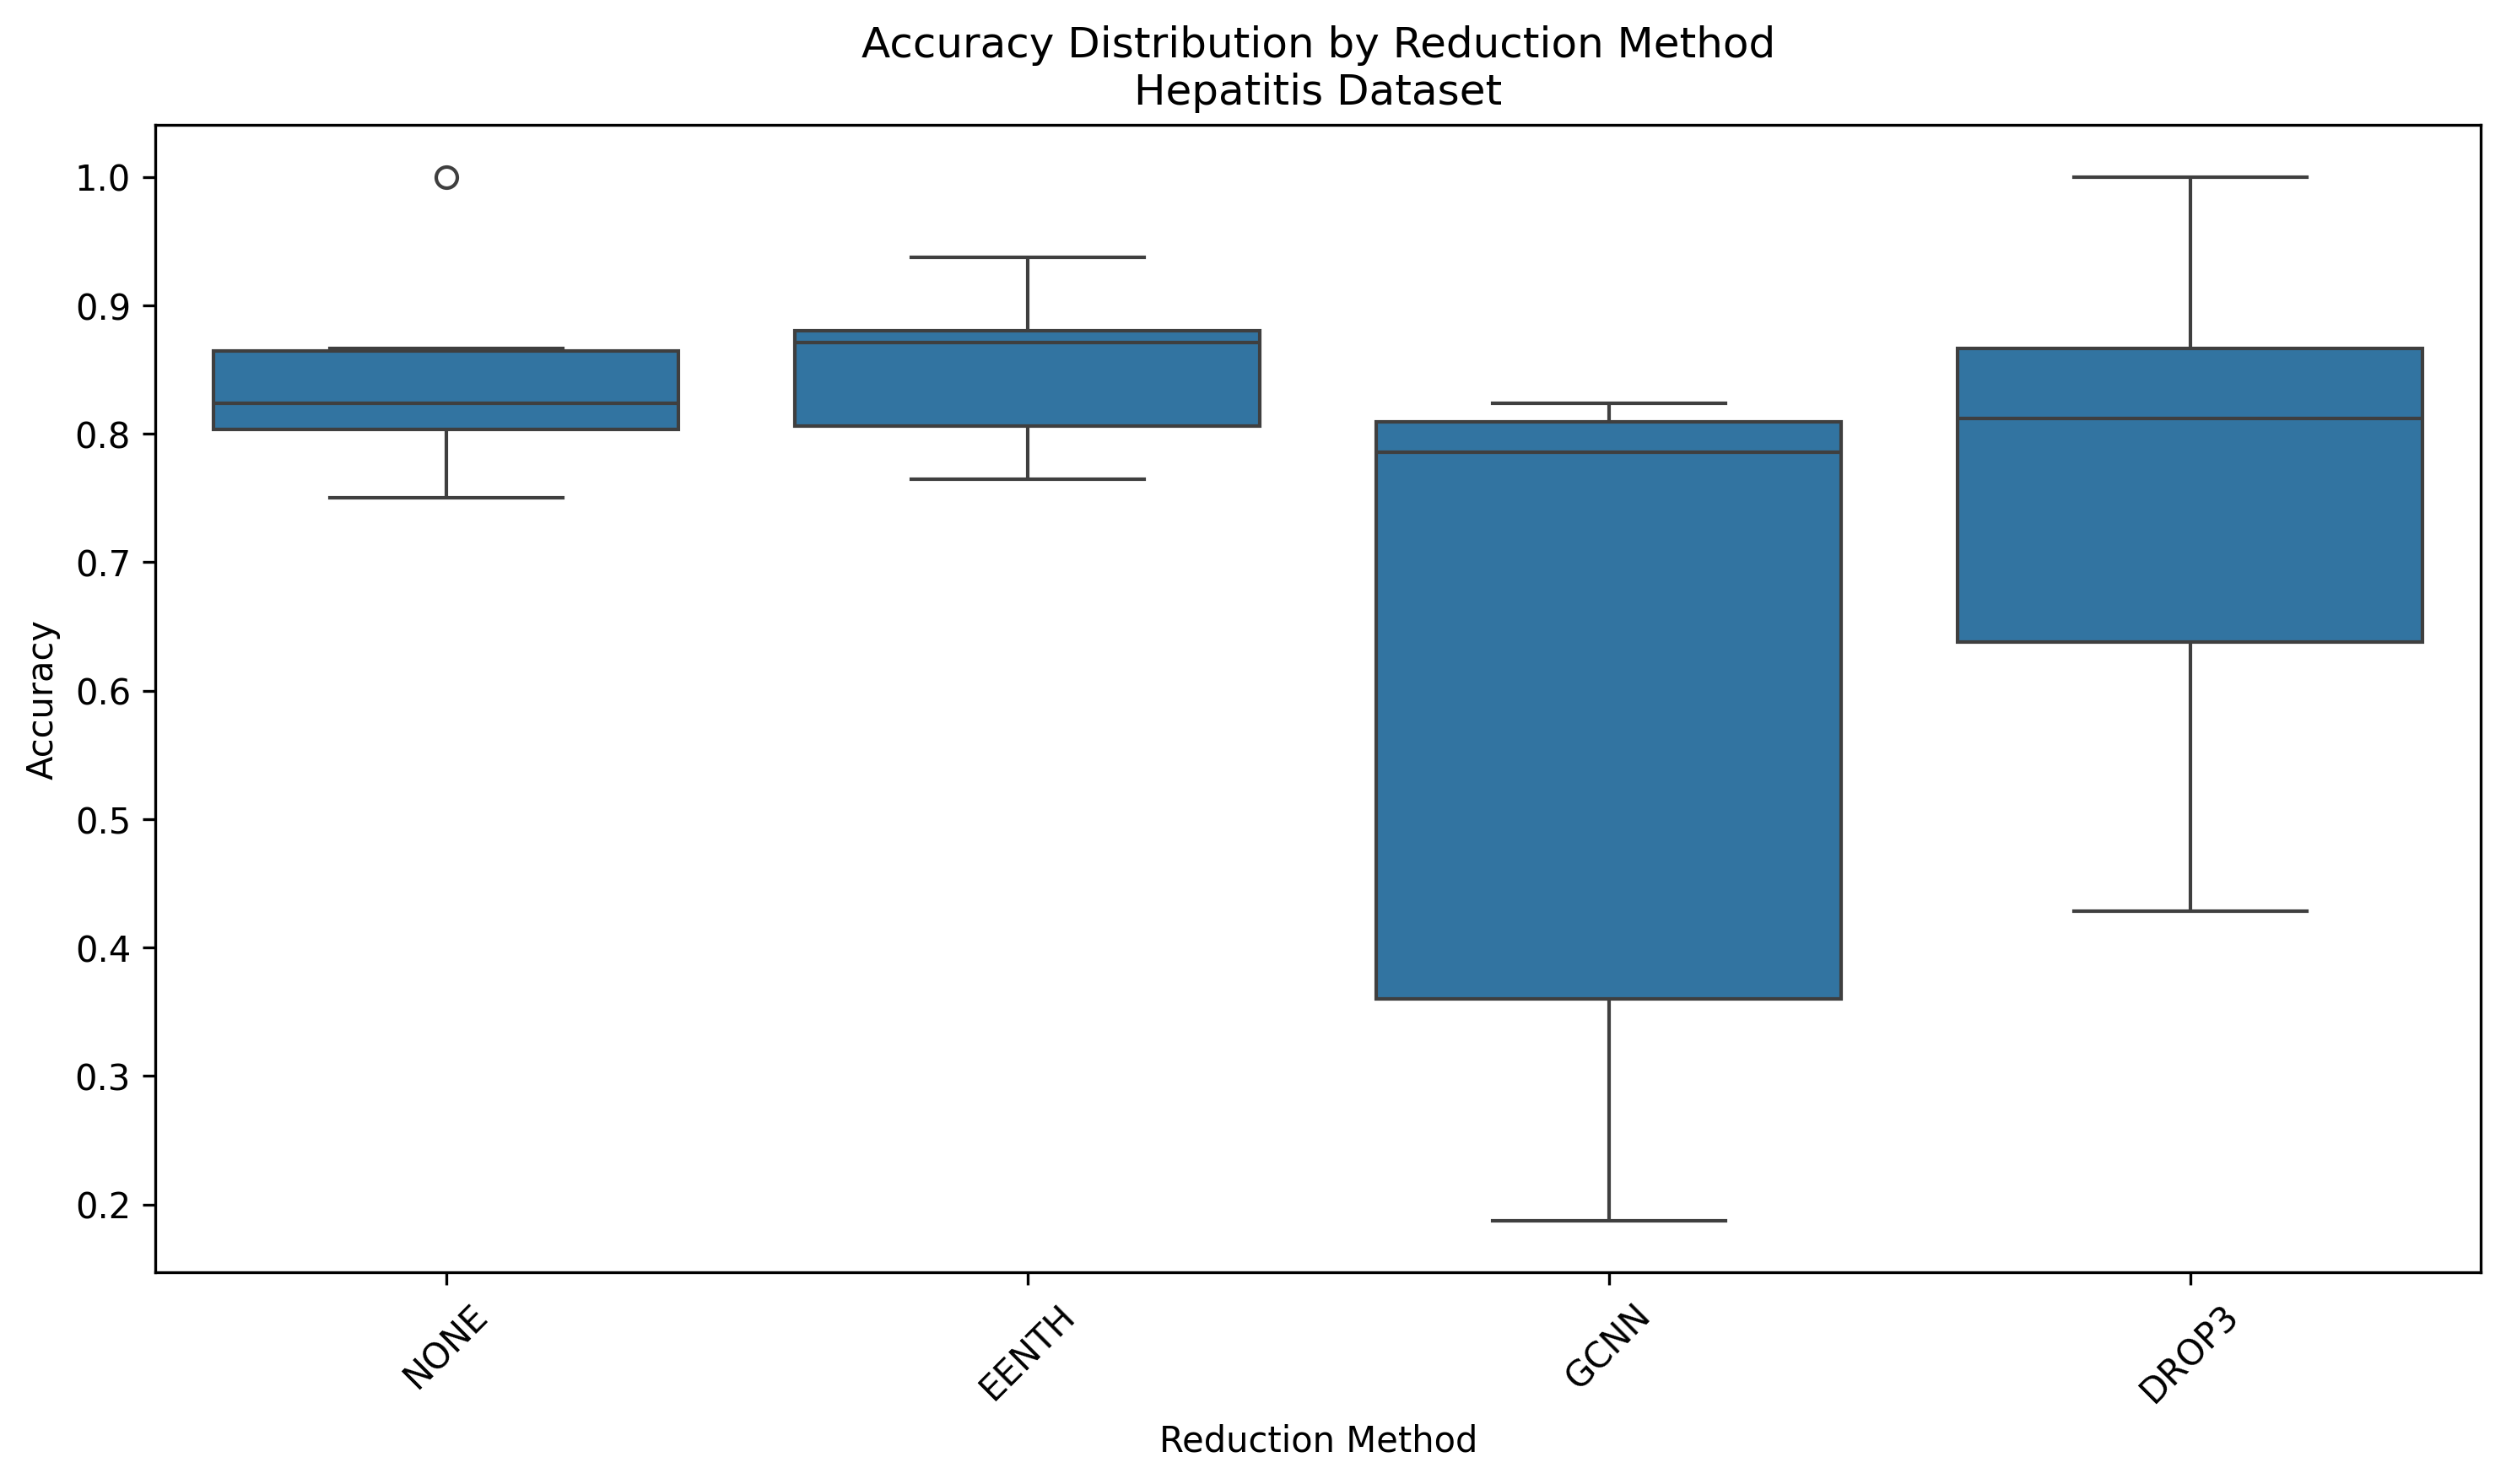 Accuracy Distribution by Reduction Method
Hepatitis Dataset
1.0
0.9
0.8
0.7
0.6
0.5
0.4
0.3
0.2
Accuracy
NONE
EENTH
GCNN
DROP3
Reduction Method